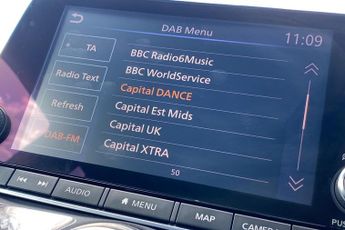 DAB Menu
11:09
TA
BBC Radio6Music
BBC WorldService
Radio Text
Capital DANCE
Refresh
Capital Est Mids
Capital UK
DAB-FM
Capital XTRA
50
AUDIO
MENU
MAP
CAMERA